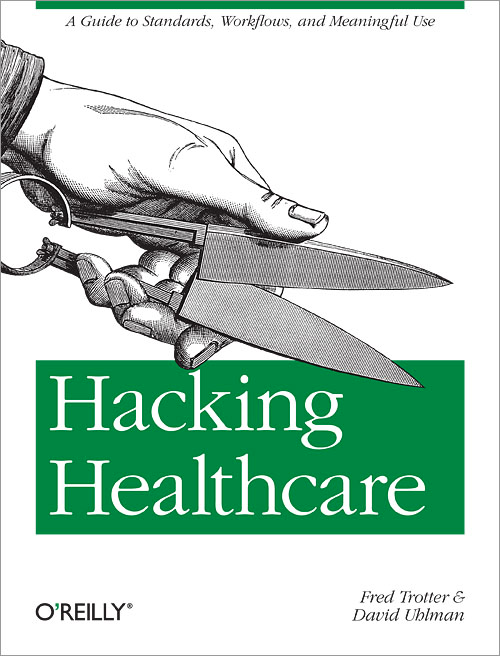 A Guide to Standards, Workflows, and Meaningful Use
Hacking
Healthcare
Fred Trotter &
David Uhlman
O'REILLY®